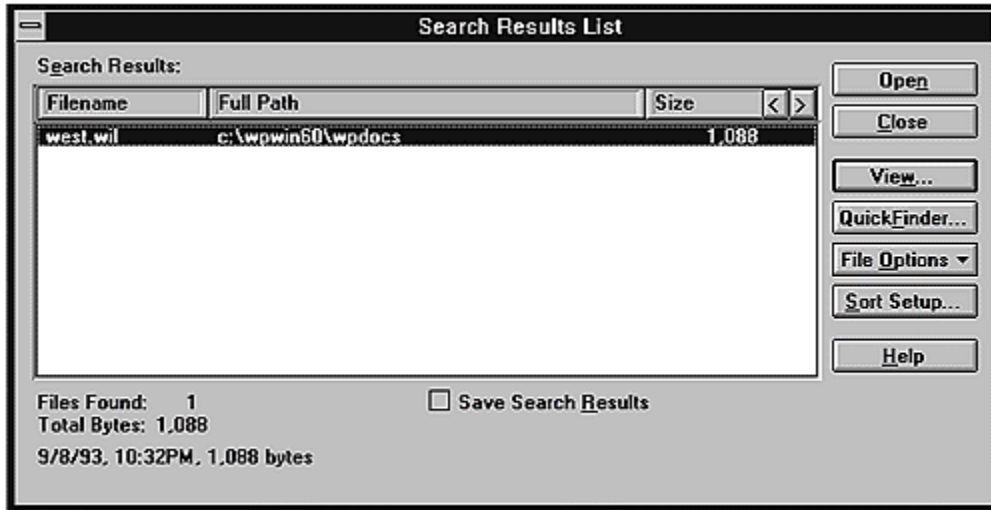 Search Results List
Search Results:
Filename Full Path Size < >
west.wil c:\wpwin60\wpdocs 1,088
Open
Close
View...
QuickFinder...
File Options
Sort Setup...
Help
Files Found: 1
Total Bytes: 1,088
Save Search Results
9/8/93, 10:32PM, 1,088 bytes